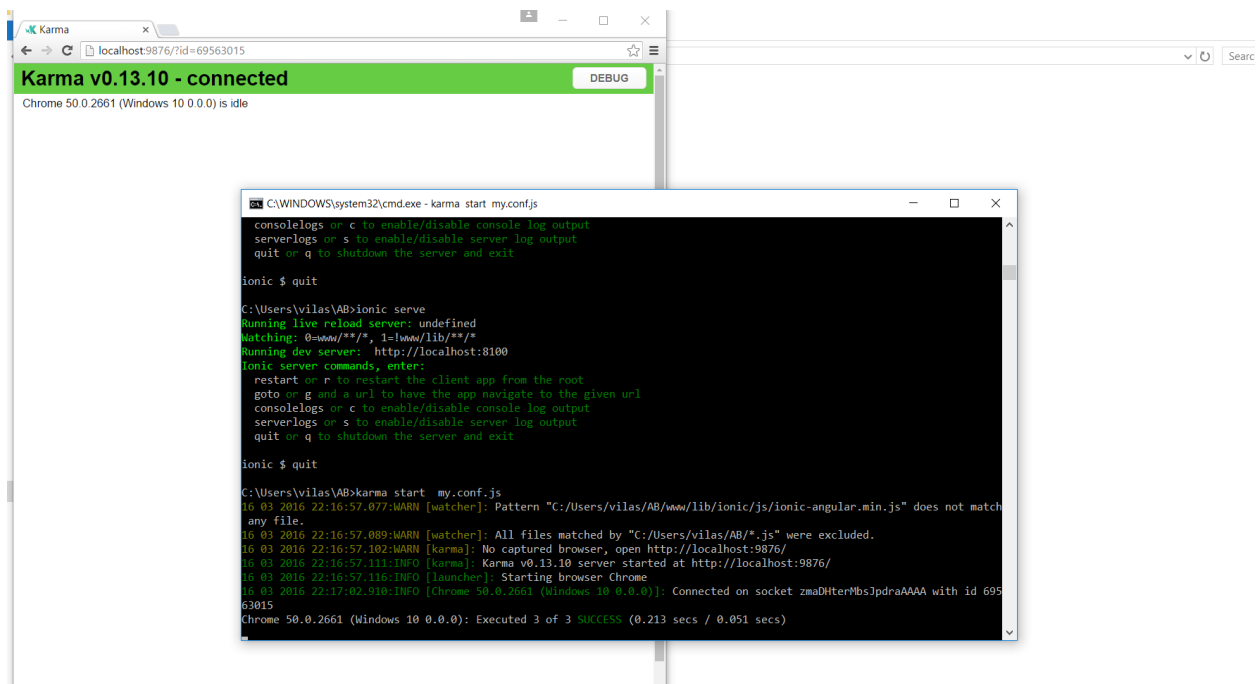 Karma
localhost:9876/?id=69563015
Searc
Karma v0.13.10 - connected
DEBUG
Chrome 50.0.2661 (Windows 10 0.0.0) is idle
C:\WINDOWS\system32\cmd.exe - karma  start  my.conf.js
consolelogs or c to enable/disable console log output
serverlogs or s to enable/disable server log output
quit or q to shutdown the server and exit
ionic $ quit
C:\Users\vilas\AB>ionic serve
Running live reload server: undefined
Watching: 0=www/**/*, 1=!www/lib/**/*
Running dev server:  http://localhost:8100
Ionic server commands, enter:
restart or r to restart the client app from the root
goto or g and a url to have the app navigate to the given url
consolelogs or c to enable/disable console log output
serverlogs or s to enable/disable server log output
quit or q to shutdown the server and exit
ionic $ quit
C:\Users\vilas\AB>karma start  my.conf.js
16 03 2016 22:16:57.077:WARN [watcher]: Pattern "C:/Users/vilas/AB/www/lib/ionic/js/ionic-angular.min.js" does not match
any file.
16 03 2016 22:16:57.089:WARN [watcher]: All files matched by "C:/Users/vilas/AB/*.js" were excluded.
16 03 2016 22:16:57.102:WARN [karma]: No captured browser, open http://localhost:9876/
16 03 2016 22:16:57.111:INFO [karma]: Karma v0.13.10 server started at http://localhost:9876/
16 03 2016 22:16:57.116:INFO [launcher]: Starting browser Chrome
16 03 2016 22:17:02.910:INFO [Chrome 50.0.2661 (Windows 10 0.0.0)]: Connected on socket zmaDHterMbsJpdraAAAA with id 695
63015
Chrome 50.0.2661 (Windows 10 0.0.0): Executed 3 of 3 SUCCESS (0.213 secs / 0.051 secs)